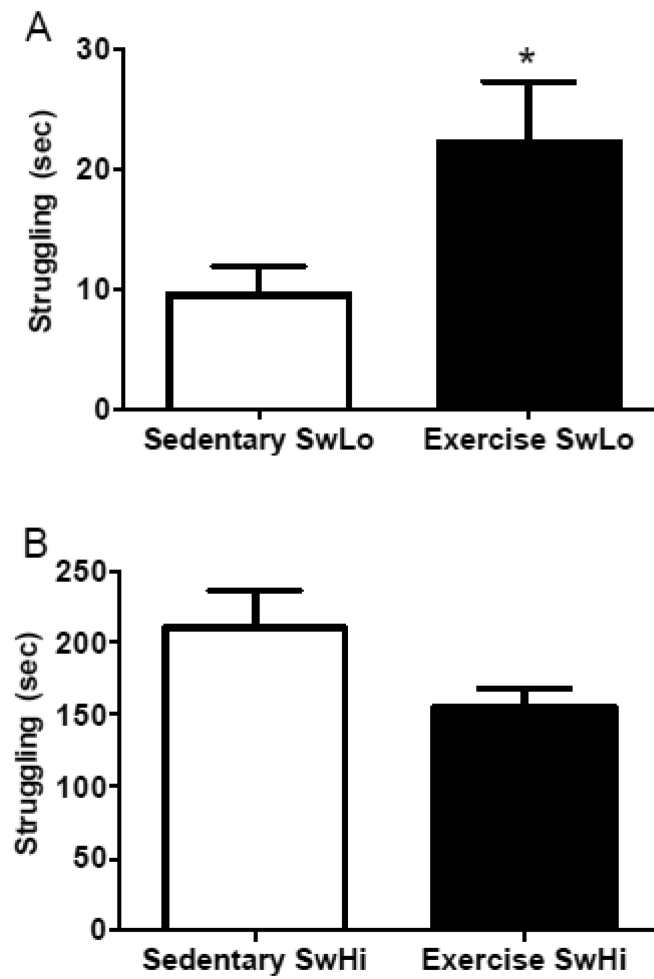 A
Struggling (sec)
30
20
10
0
*
Sedentary SwLo
Exercise SwLo
B
Struggling (sec)
250
200
150
100
50
0
Sedentary SwHi
Exercise SwHi